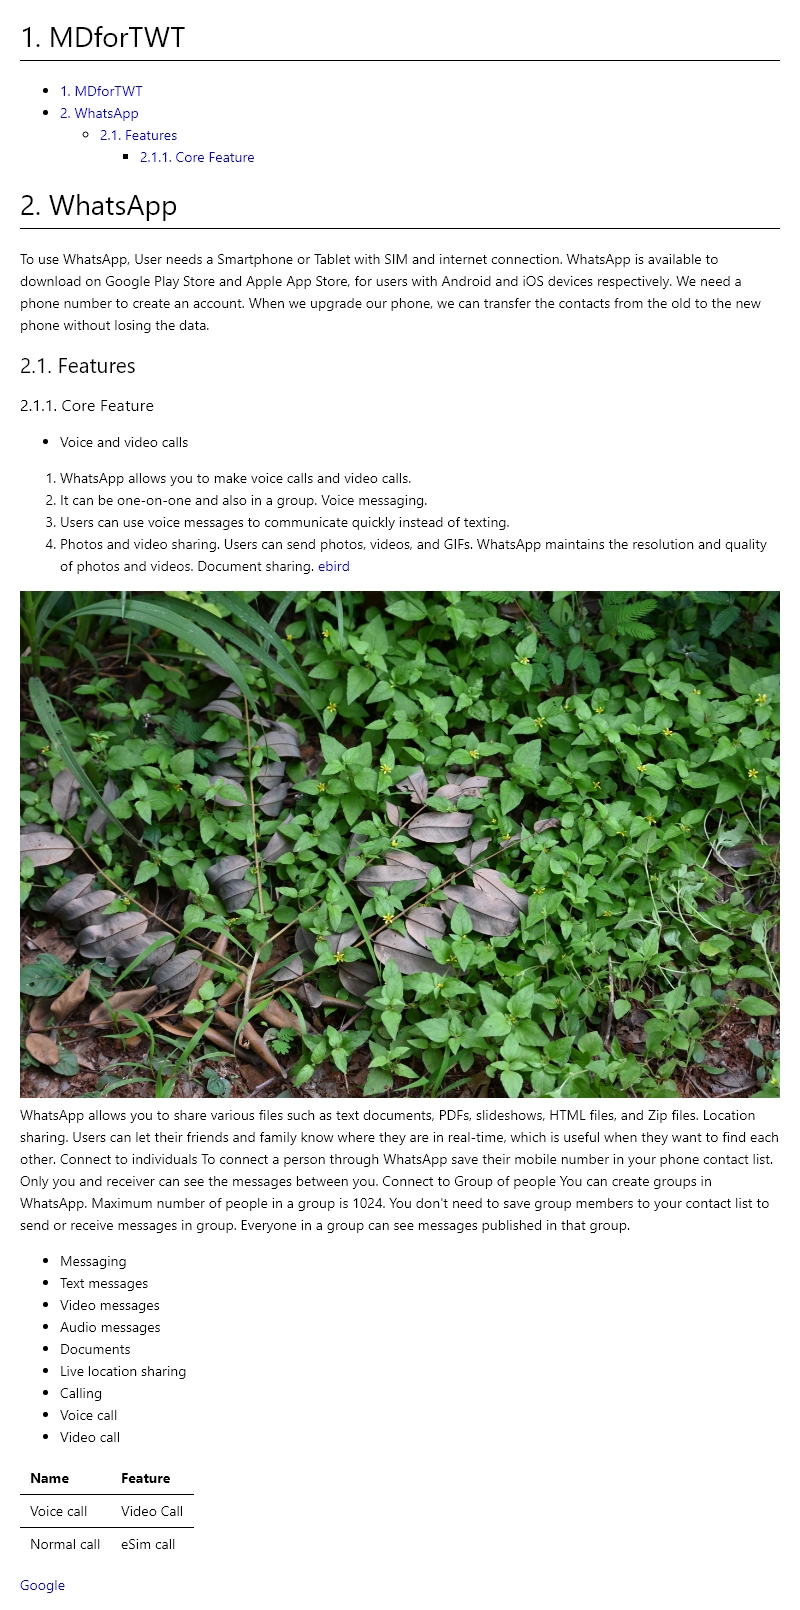 1. MDforTWT
1. MDforTWT
2. WhatsApp
2.1. Features
2.1.1. Core Feature
2. WhatsApp
To use WhatsApp, User needs a Smartphone or Tablet with SIM and internet connection. WhatsApp is available to
download on Google Play Store and Apple App Store, for users with Android and iOS devices respectively. We need a
phone number to create an account. When we upgrade our phone, we can transfer the contacts from the old to the new
phone without losing the data.
2.1. Features
2.1.1. Core Feature
Voice and video calls
1. WhatsApp allows you to make voice calls and video calls.
2. It can be one-on-one and also in a group. Voice messaging.
3. Users can use voice messages to communicate quickly instead of texting.
4. Photos and video sharing. Users can send photos, videos, and GIFs. WhatsApp maintains the resolution and quality
of photos and videos. Document sharing. ebird
WhatsApp allows you to share various files such as text documents, PDFs, slideshows, HTML files, and Zip files. Location
sharing. Users can let their friends and family know where they are in real-time, which is useful when they want to find each
other. Connect to individuals To connect a person through WhatsApp save their mobile number in your phone contact list.
Only you and receiver can see the messages between you. Connect to Group of people You can create groups in
WhatsApp. Maximum number of people in a group is 1024. You don't need to save group members to your contact list to
send or receive messages in group. Everyone in a group can see messages published in that group.
Messaging
Text messages
Video messages
Audio messages
Documents
Live location sharing
Calling
Voice call
Video call
Name Feature
Voice call Video Call
Normal call eSim call
Google